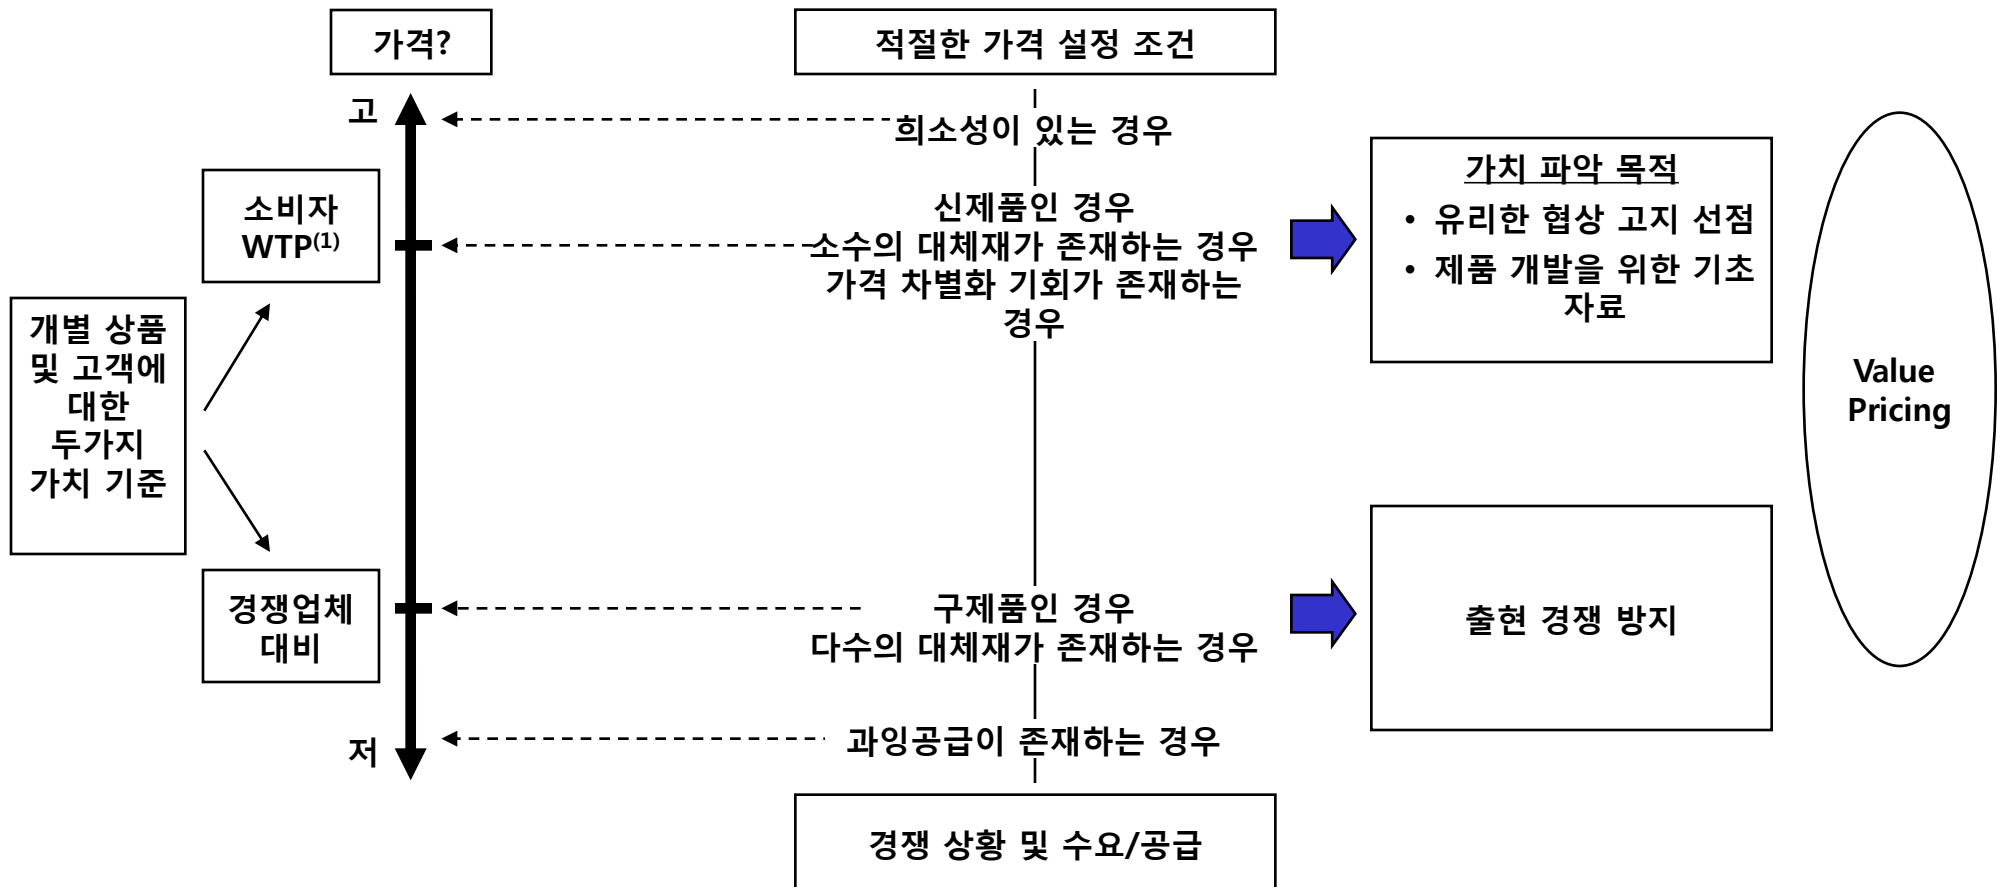 가격?
적절한 가격 설정 조건
고
희소성이 있는 경우
소비자
WTP(1)
신제품인 경우
소수의 대체재가 존재하는 경우
가격 차별화 기회가 존재하는
경우
가치 파악 목적
• 유리한 협상 고지 선점
• 제품 개발을 위한 기초
자료
개별 상품
및 고객에
대한
두가지
가치 기준
Value
Pricing
경쟁업체
대비
구제품인 경우
다수의 대체재가 존재하는 경우
출현 경쟁 방지
저
과잉공급이 존재하는 경우
경쟁 상황 및 수요/공급